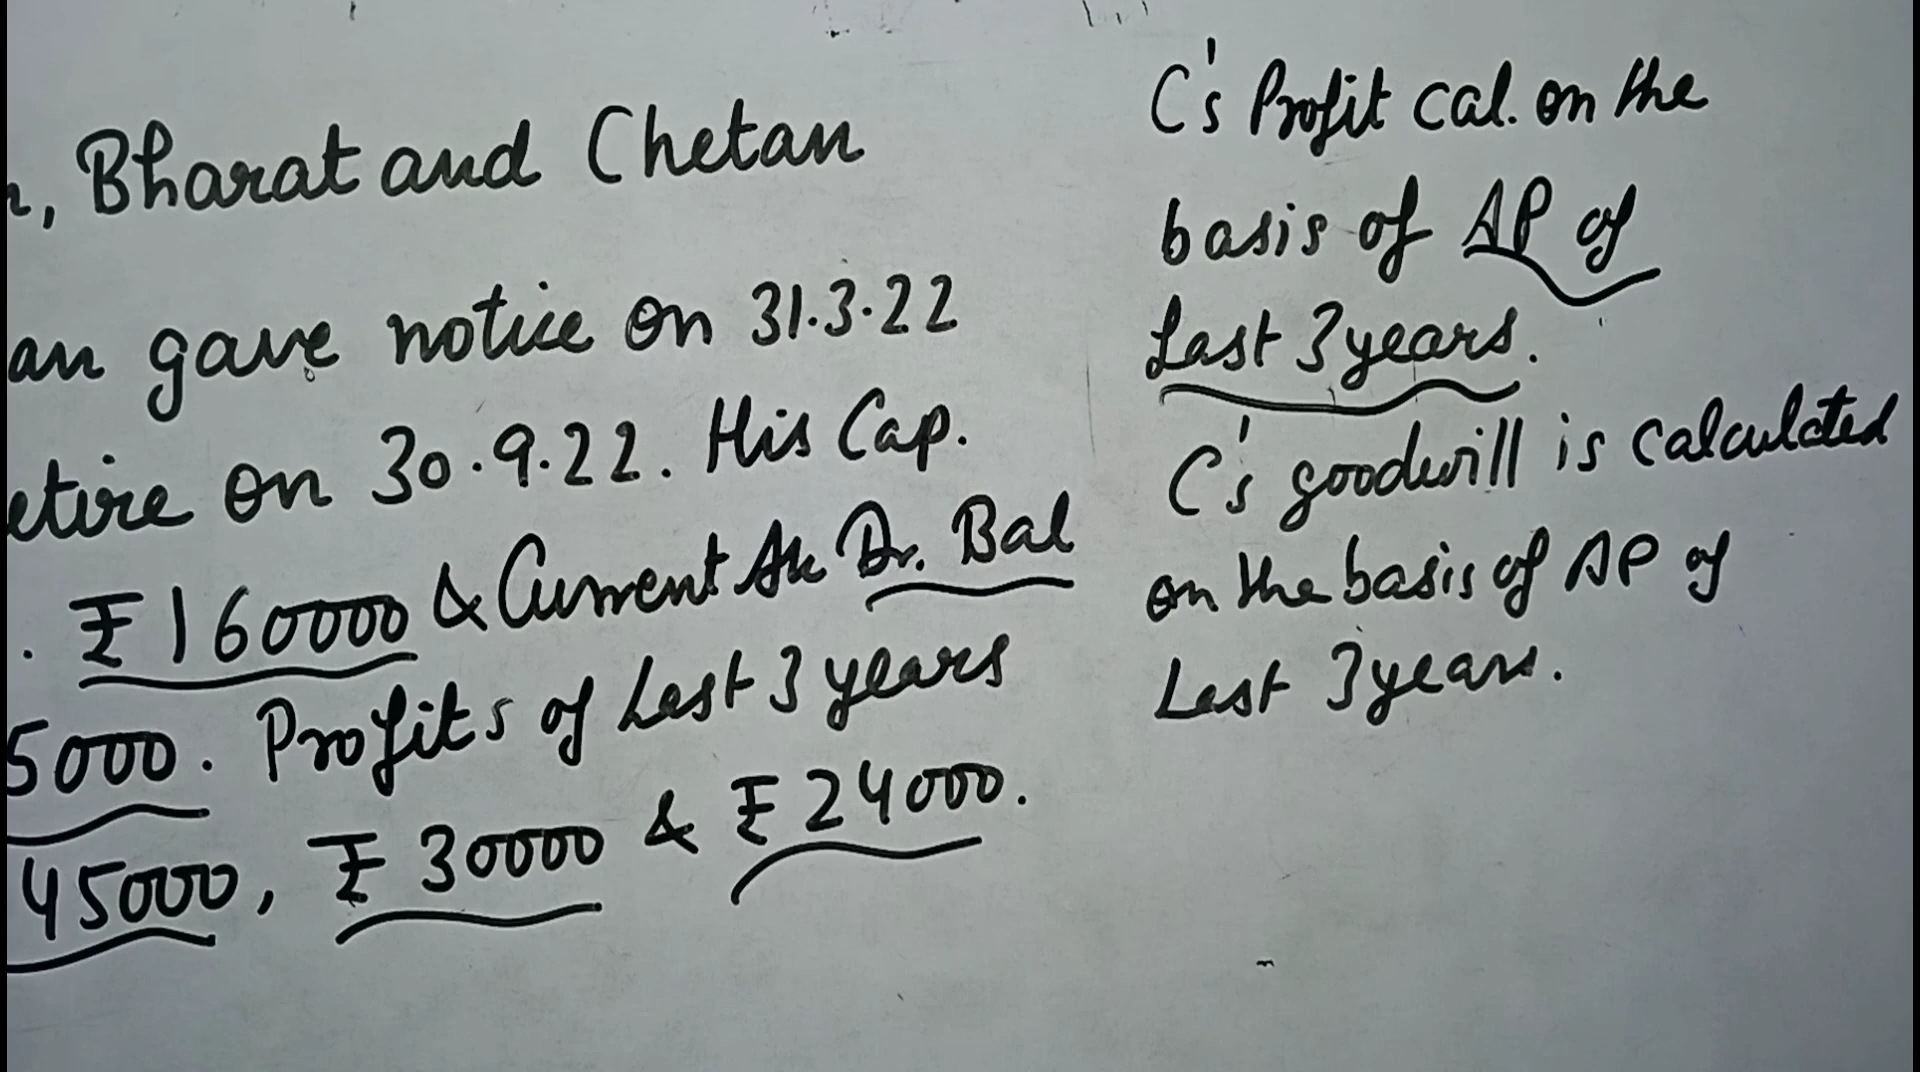 , Bharat and Chetan
an gave notice on 31.3.22
etire on 30.9.22. His Cap.
. ₹160000 & Current A/c Dr. Bal
5000. Profits of Last 3 years
45000, ₹30000 & ₹24000.
C's Profit cal. on the
basis of AP of
Last 3 years.
C's goodwill is calculated
on the basis of AP of
Last 3 years.